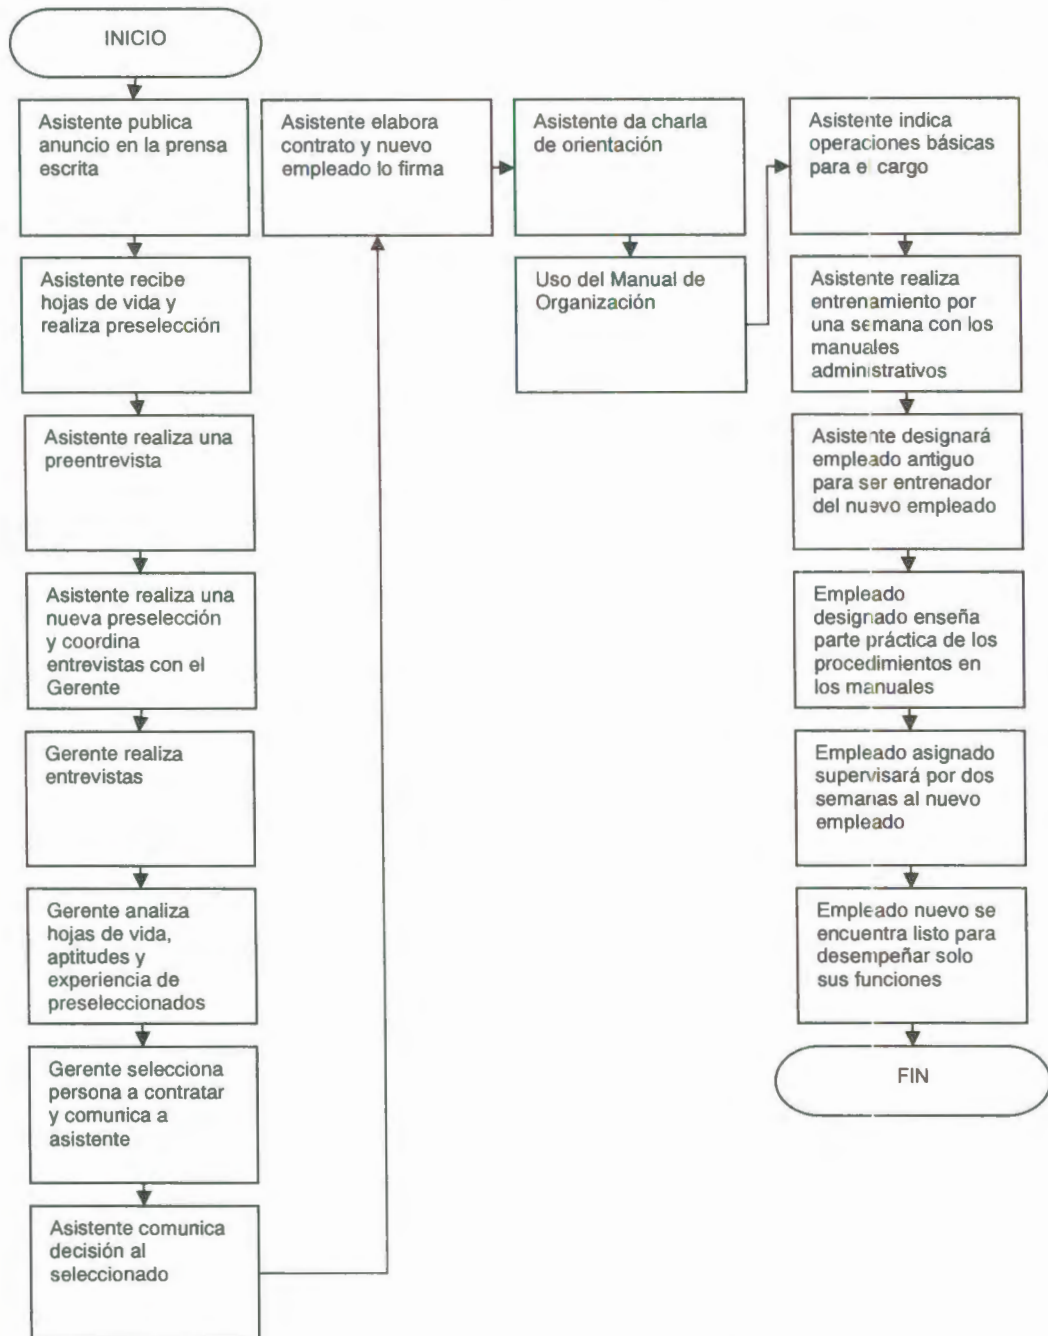 INICIO
Asistente publica
anuncio en la prensa
escrita
Asistente recibe
hojas de vida y
realiza preselección
Asistente realiza una
preentrevista
Asistente realiza una
nueva preselección
y coordina
entrevistas con el
Gerente
Gerente realiza
entrevistas
Gerente analiza
hojas de vida,
aptitudes y
experiencia de
preseleccionados
Gerente selecciona
persona a contratar
y comunica a
asistente
Asistente comunica
decisión al
seleccionado
Asistente elabora
contrato y nuevo
empleado lo firma
Asistente da charla
de orientación
Uso del Manual de
Organización
Asistente indica
operaciones básicas
para el cargo
Asistente realiza
entrenamiento por
una semana con los
manuales
administrativos
Asistente designará
empleado antiguo
para ser entrenador
del nuevo empleado
Empleado
designado enseña
parte práctica de los
procedimientos en
los manuales
Empleado asignado
supervisará por dos
semanas al nuevo
empleado
Empleado nuevo se
encuentra listo para
desempeñar solo
sus funciones
FIN